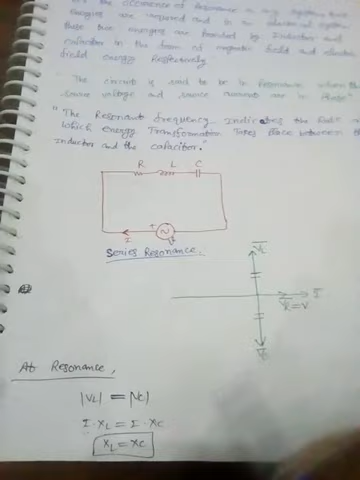 the occurrence of Resonance in any system two
Energies are required and in an electrical system
these two energies are provided by Inductor and
capacitor in the form of magnetic field and electric
field energy Respectively.
"The circuit is said to be in Resonance when the
source voltage and source current are in phase"
"The Resonant frequency Indicates the Rate at
which energy Transformation Takes place between the
Inductor and the capacitor."
R L C
I + ~
Series Resonance.
VL
I
VR=V
VC
At Resonance,
|VL| = |VC|
I·XL = I·XC
XL = XC